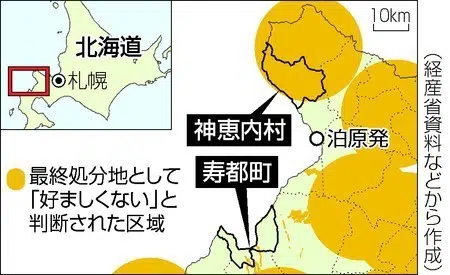 北海道
札幌
10km
神恵内村
泊原発
寿都町
最終処分地として
「好ましくない」と
判断された区域
(経産省資料などから作成)